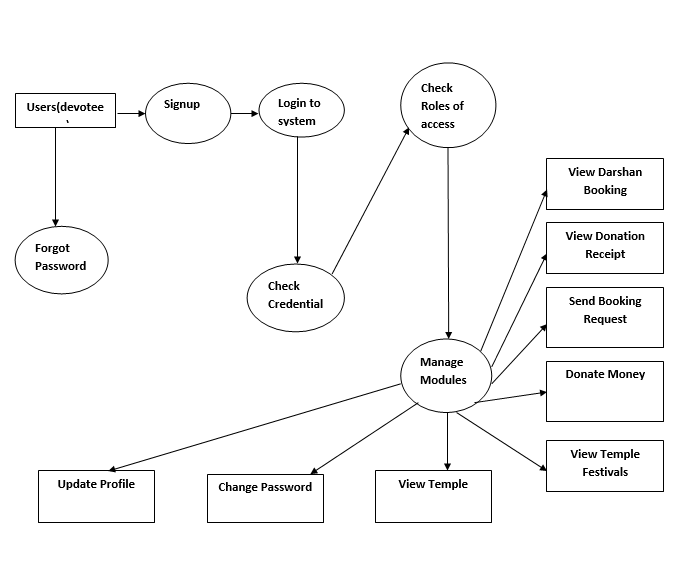 Users(devotee
Signup
Login to
system
Check
Roles of
access
Forgot
Password
Check
Credential
Manage
Modules
View Darshan
Booking
View Donation
Receipt
Send Booking
Request
Donate Money
View Temple
Festivals
Update Profile
Change Password
View Temple